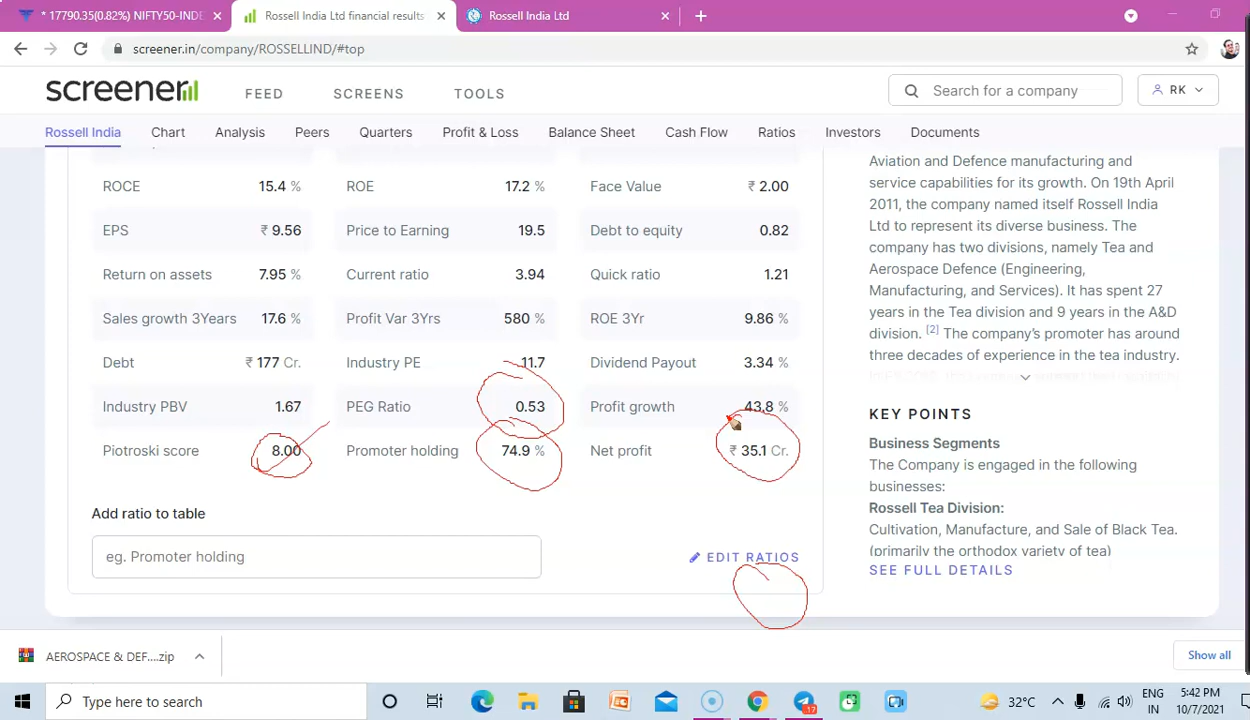 * 17790.35(0.82%) NIFTY50-INDE
Rossell India Ltd financial results
Rossell India Ltd
screener.in/company/ROSSELLIND/#top
screener
FEED
SCREENS
TOOLS
Search for a company
RK
Rossell India
Chart
Analysis
Peers
Quarters
Profit & Loss
Balance Sheet
Cash Flow
Ratios
Investors
Documents
ROCE 15.4 %
ROE 17.2 %
Face Value ₹ 2.00
EPS ₹ 9.56
Price to Earning 19.5
Debt to equity 0.82
Return on assets 7.95 %
Current ratio 3.94
Quick ratio 1.21
Sales growth 3Years 17.6 %
Profit Var 3Yrs 580 %
ROE 3Yr 9.86 %
Debt ₹ 177 Cr.
Industry PE 11.7
Dividend Payout 3.34 %
Industry PBV 1.67
PEG Ratio 0.53
Profit growth 43.8 %
Piotroski score 8.00
Promoter holding 74.9 %
Net profit ₹ 35.1 Cr.
Add ratio to table
eg. Promoter holding
EDIT RATIOS
Aviation and Defence manufacturing and
service capabilities for its growth. On 19th April
2011, the company named itself Rossell India
Ltd to represent its diverse business. The
company has two divisions, namely Tea and
Aerospace Defence (Engineering,
Manufacturing, and Services). It has spent 27
years in the Tea division and 9 years in the A&D
division. [2] The company's promoter has around
three decades of experience in the tea industry.
KEY POINTS
Business Segments
The Company is engaged in the following
businesses:
Rossell Tea Division:
Cultivation, Manufacture, and Sale of Black Tea.
(primarily the orthodox variety of tea)
SEE FULL DETAILS
AEROSPACE & DEF....zip
Show all
Type here to search
17
32°C
ENG
IN
5:42 PM
10/7/2021